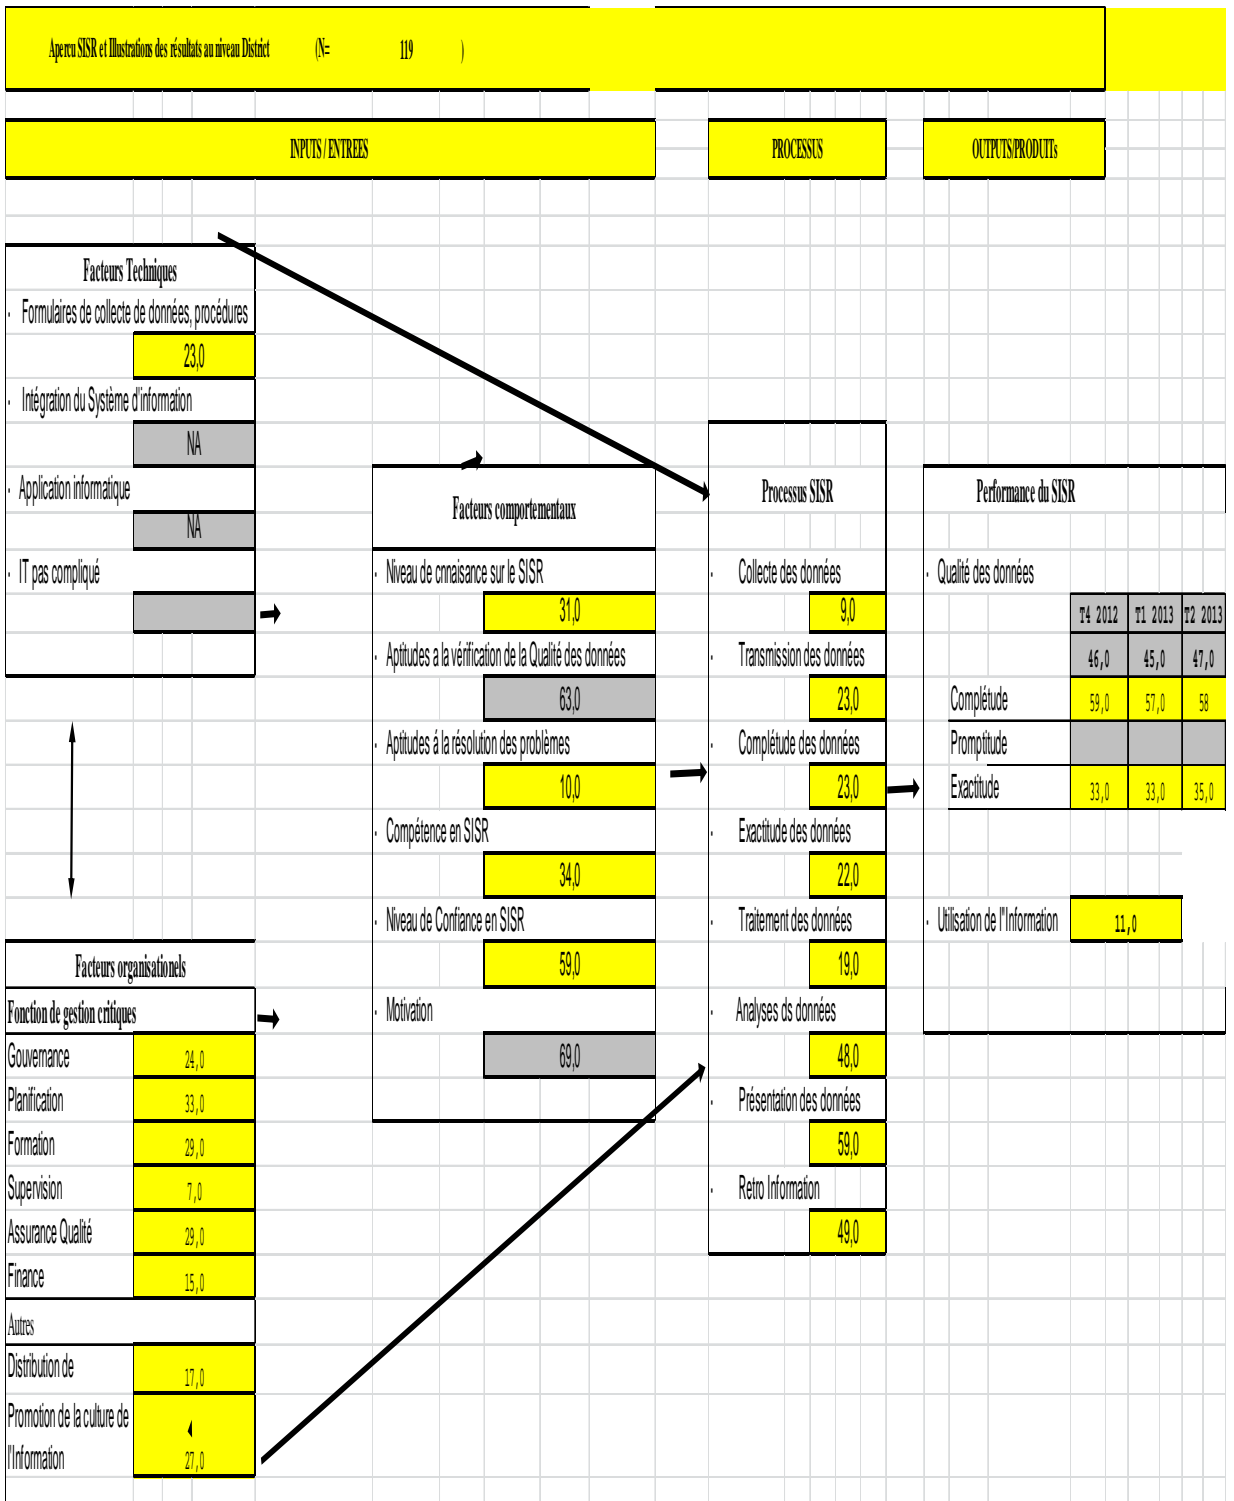 Apercu SISR et Illustrations des résultats au niveau District (N= 119 )
INPUTS / ENTREES
PROCESSUS
OUTPUTS/PRODUITs
Facteurs Techniques
- Formulaires de collecte de données, procédures
23,0
- Intégration du Système d'information
NA
- Application informatique
NA
- IT pas compliqué
Facteurs organisationels
Fonction de gestion critiques
Gouvernance 24,0
Planification 33,0
Formation 29,0
Supervision 7,0
Assurance Qualité 29,0
Finance 15,0
Autres
Distribution de 17,0
Promotion de la culture de
l'Information 27,0
Facteurs comportementaux
- Niveau de cnnaisance sur le SISR
31,0
- Aptitudes a la vérification de la Qualité des données
63,0
- Aptitudes á la résolution des problèmes
10,0
- Compétence en SISR
34,0
- Niveau de Confiance en SISR
59,0
- Motivation
69,0
Processus SISR
- Collecte des données
9,0
- Transmission des données
23,0
- Complétude des données
23,0
- Exactitude des données
22,0
- Traitement des données
19,0
- Analyses ds données
48,0
- Présentation des données
59,0
- Retro Information
49,0
Performance du SISR
- Qualité des données
T4 2012 T1 2013 T2 2013
46,0 45,0 47,0
Complétude 59,0 57,0 58
Promptitude
Exactitude 33,0 33,0 35,0
- Utilisation de l"Information 11,0